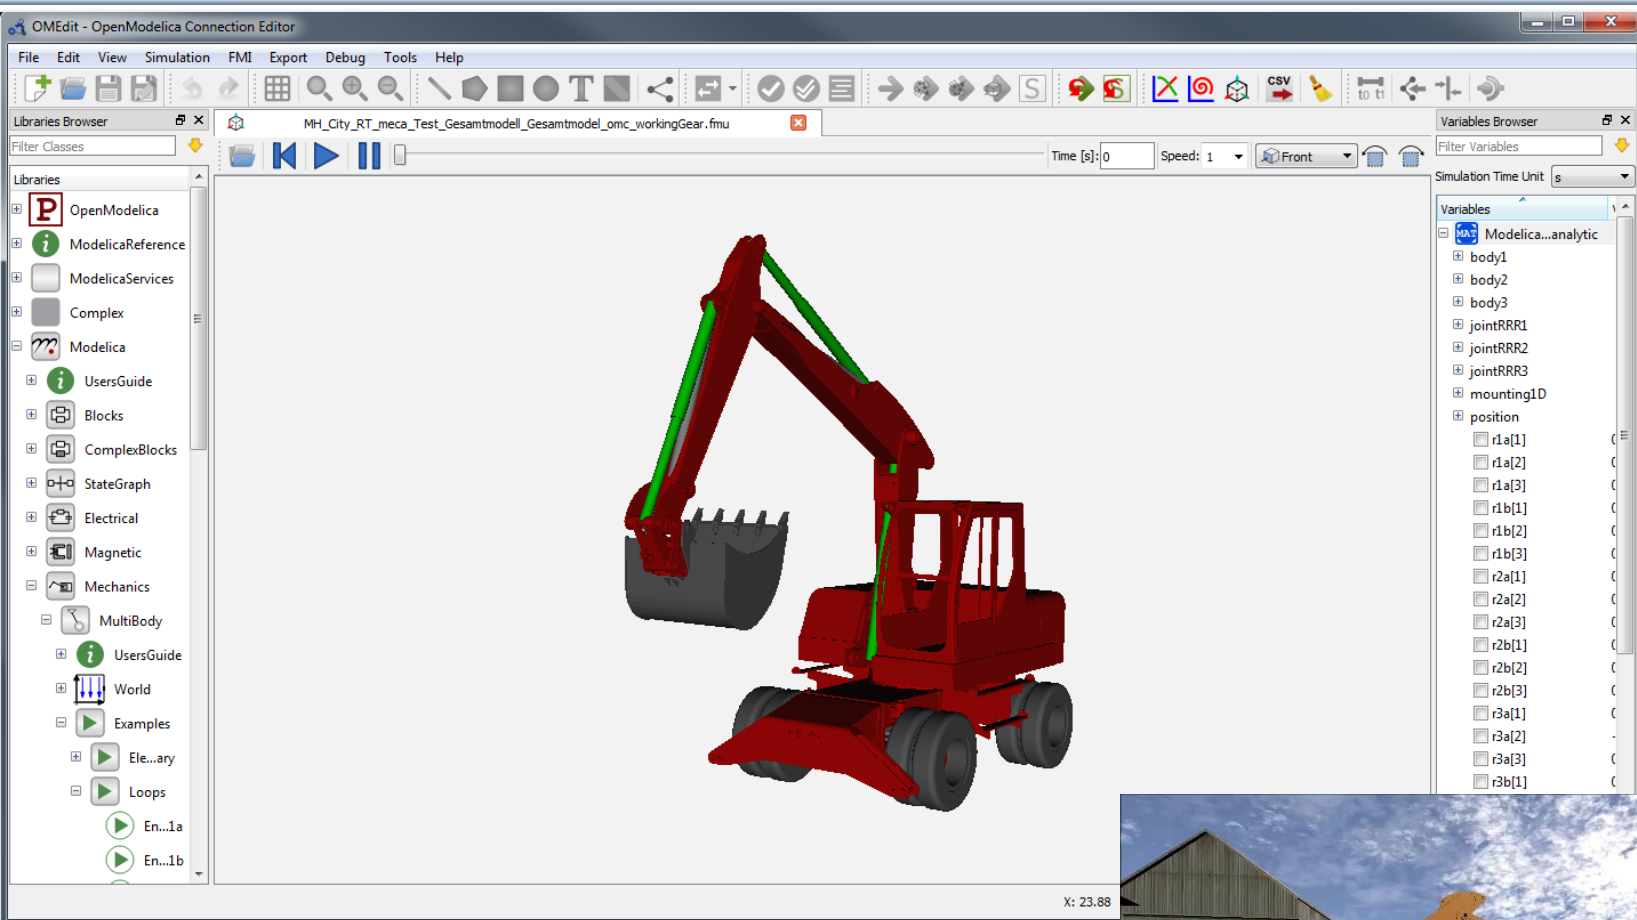 OMEdit - OpenModelica Connection Editor
File Edit View Simulation FMI Export Debug Tools Help
T
S
CSV
to t1
Libraries Browser
MH_City_RT_meca_Test_Gesamtmodell_Gesamtmodel_omc_workingGear.fmu
Variables Browser
Filter Classes
Time [s]: 0
Speed: 1
Front
Filter Variables
Simulation Time Unit s
Libraries
Variables
P OpenModelica
MAT Modelica...analytic
i ModelicaReference
body1
ModelicaServices
body2
body3
Complex
jointRRR1
Modelica
jointRRR2
jointRRR3
i UsersGuide
mounting1D
Blocks
position
r1a[1]
ComplexBlocks
r1a[2]
StateGraph
r1a[3]
r1b[1]
Electrical
r1b[2]
Magnetic
r1b[3]
r2a[1]
Mechanics
r2a[2]
MultiBody
r2a[3]
r2b[1]
i UsersGuide
r2b[2]
World
r2b[3]
r3a[1]
Examples
r3a[2]
Ele...ary
r3a[3]
Loops
r3b[1]
En...1a
En...1b
X: 23.88